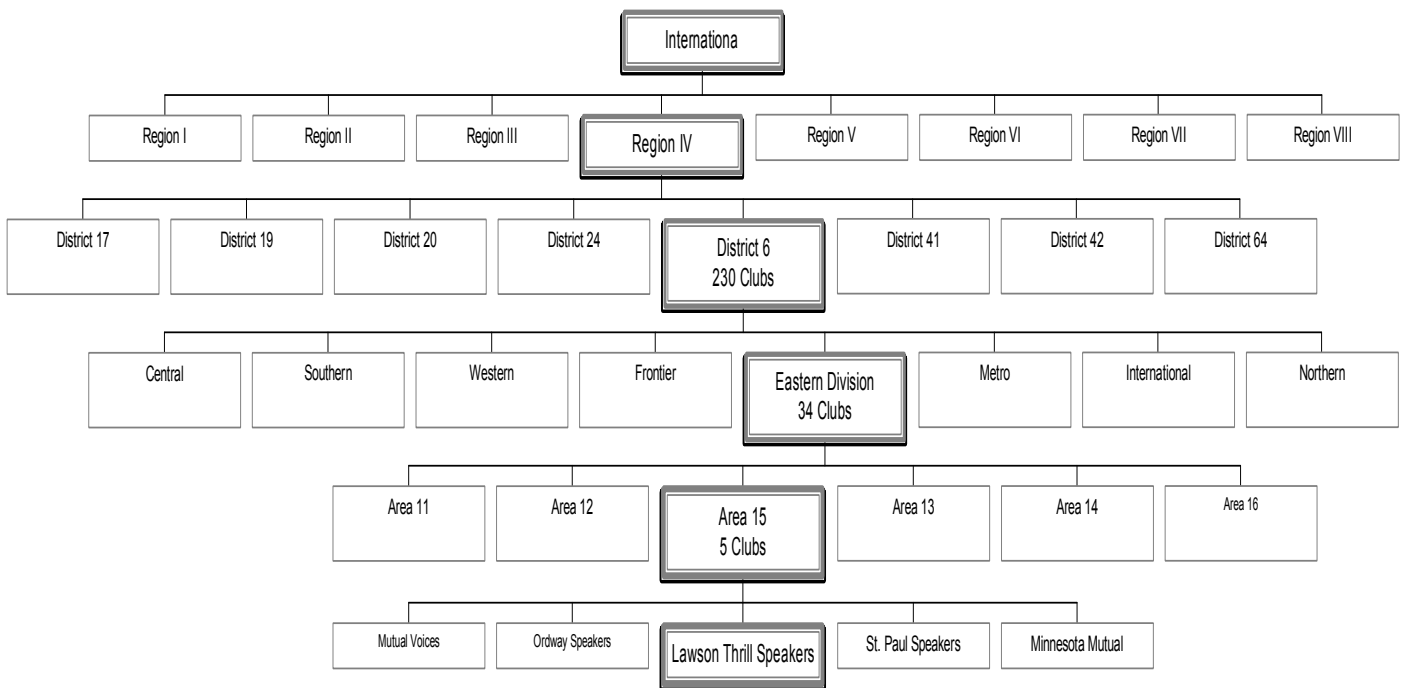 Internationa
Region I
Region II
Region III
Region IV
Region V
Region VI
Region VII
Region VIII
District 17
District 19
District 20
District 24
District 6
230 Clubs
District 41
District 42
District 64
Central
Southern
Western
Frontier
Eastern Division
34 Clubs
Metro
International
Northern
Area 11
Area 12
Area 15
5 Clubs
Area 13
Area 14
Area 16
Mutual Voices
Ordway Speakers
Lawson Thrill Speakers
St. Paul Speakers
Minnesota Mutual